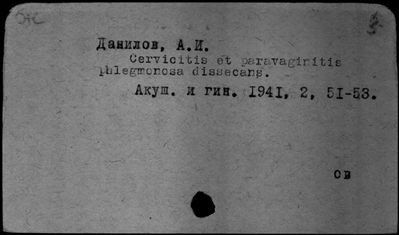 Данилов, А.И.
Cervicitis et paravaginitis
phlegmonosa dissecans.
Акуш. и гин. 1941, 2, 51-53.
ов